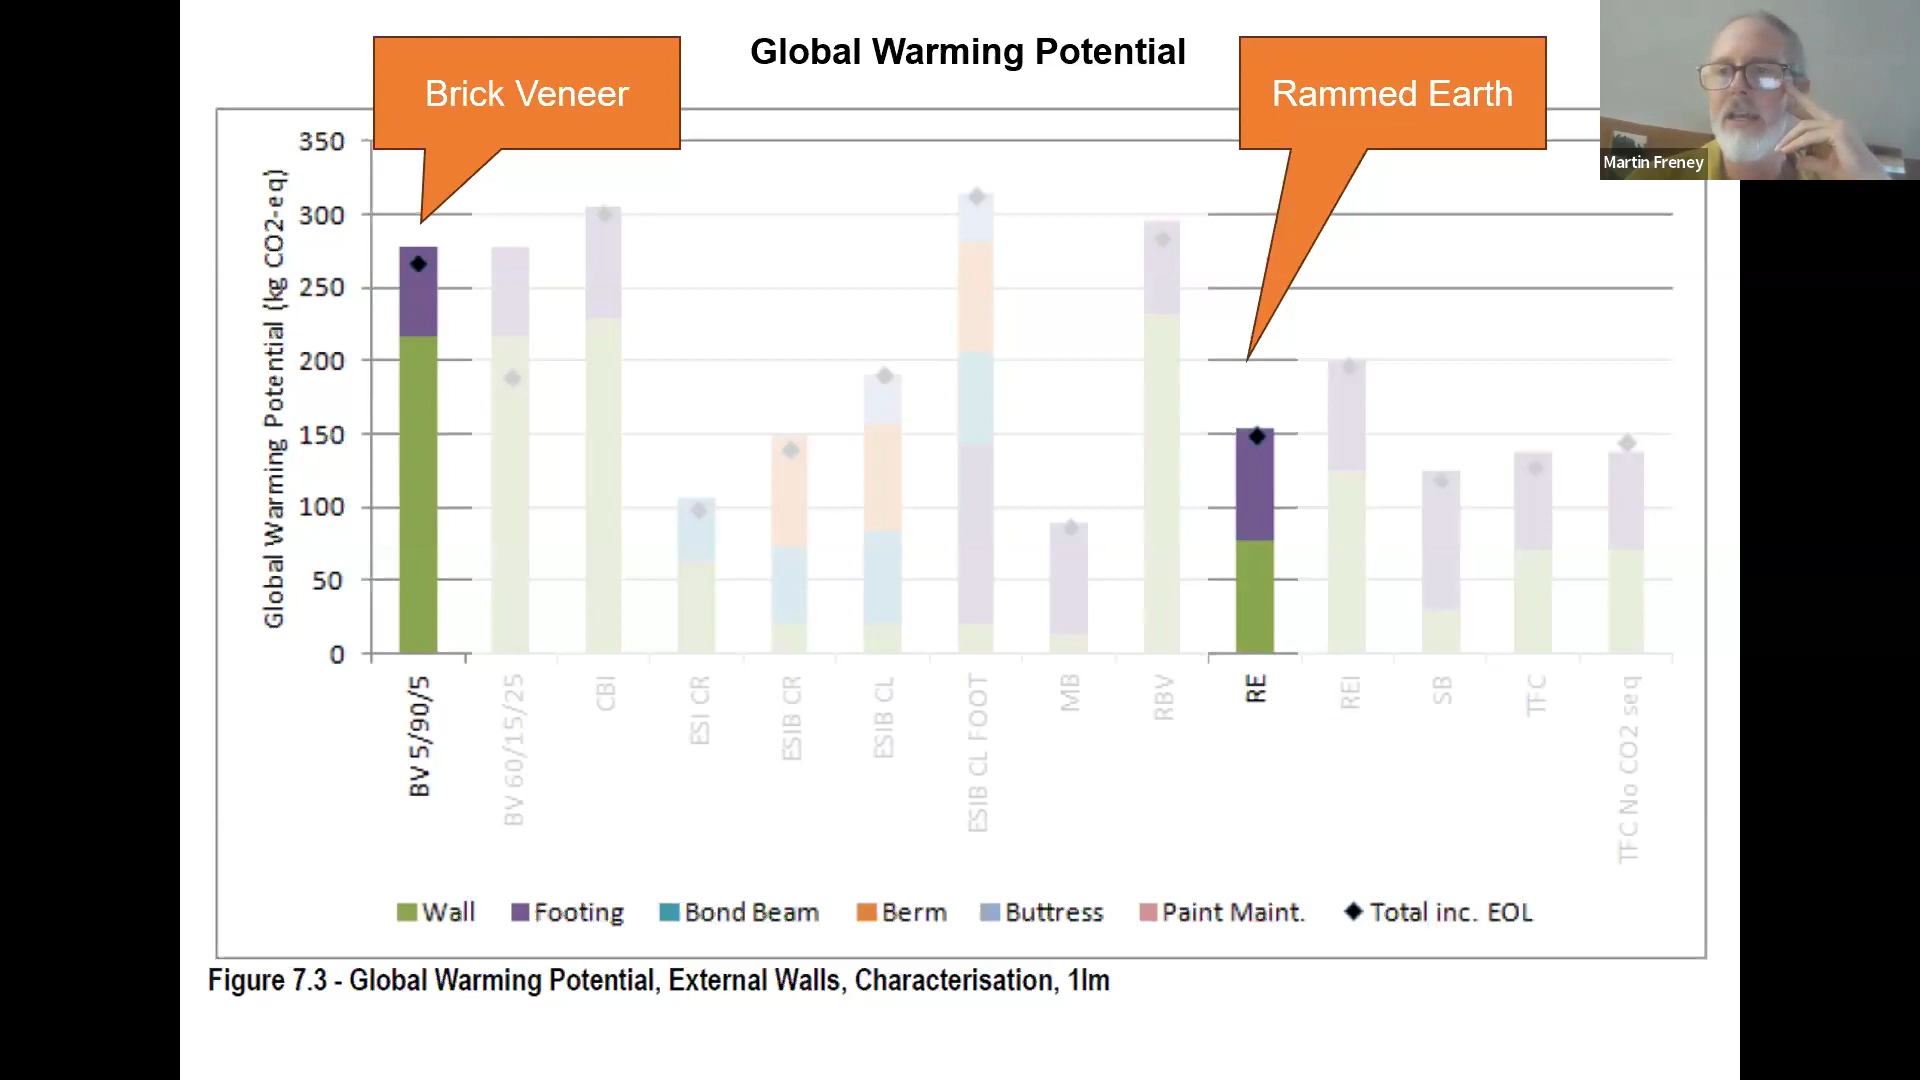 Global Warming Potential
Brick Veneer
Rammed Earth
Martin Freney
Global Warming Potential (kg CO2-eq)
350
300
250
200
150
100
50
0
BV 5/90/5
BV 60/15/25
CBI
ESI CR
ESIB CR
ESIB CL
ESIB CL FOOT
MB
RBV
RE
REI
SB
TFC
TFC No CO2 seq
Wall
Footing
Bond Beam
Berm
Buttress
Paint Maint.
Total inc. EOL
Figure 7.3 - Global Warming Potential, External Walls, Characterisation, 1lm